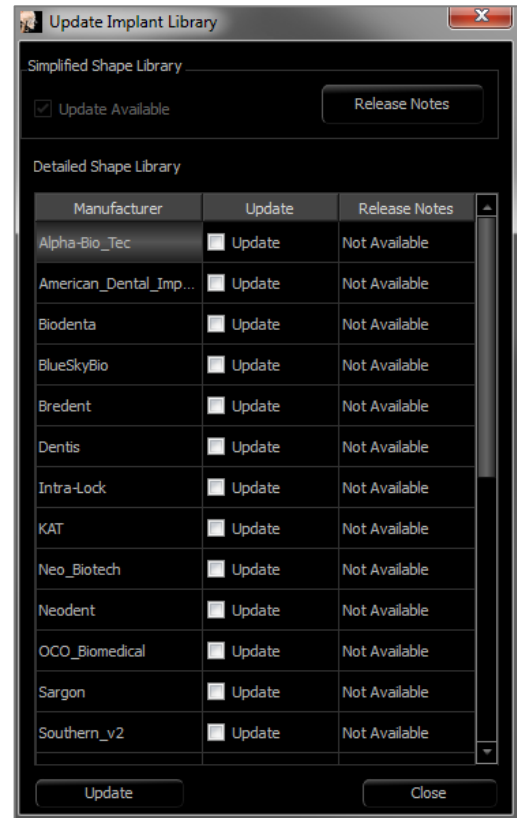 Update Implant Library
Simplified Shape Library
Update Available Release Notes
Detailed Shape Library
Manufacturer Update Release Notes
Alpha-Bio_Tec Update Not Available
American_Dental_Imp... Update Not Available
Biodenta Update Not Available
BlueSkyBio Update Not Available
Bredent Update Not Available
Dentis Update Not Available
Intra-Lock Update Not Available
KAT Update Not Available
Neo_Biotech Update Not Available
Neodent Update Not Available
OCO_Biomedical Update Not Available
Sargon Update Not Available
Southern_v2 Update Not Available
Update Close